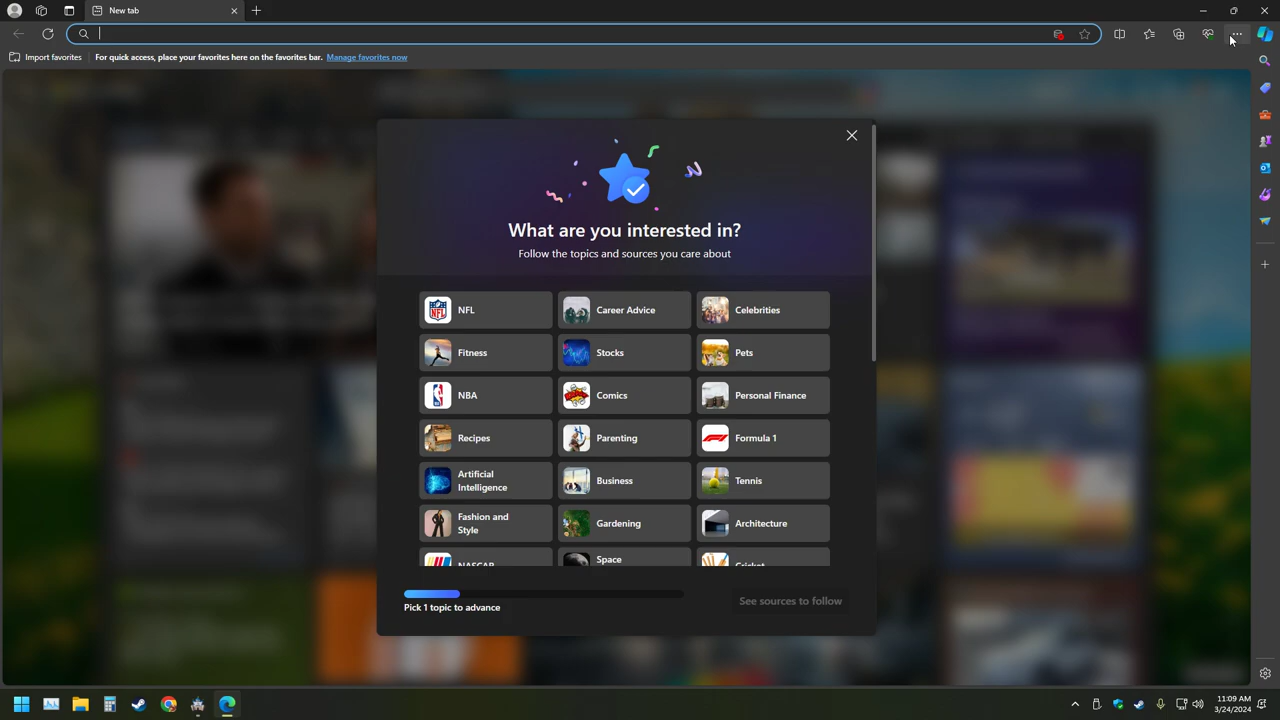 New tab
Import favorites
For quick access, place your favorites here on the favorites bar. Manage favorites now
What are you interested in?
Follow the topics and sources you care about
NFL
Career Advice
Celebrities
Fitness
Stocks
Pets
NBA
Comics
Personal Finance
Recipes
Parenting
Formula 1
Artificial
Intelligence
Business
Tennis
Fashion and
Style
Gardening
Architecture
NASCAR
Space
Cricket
Pick 1 topic to advance
See sources to follow
11:09 AM
3/24/2024